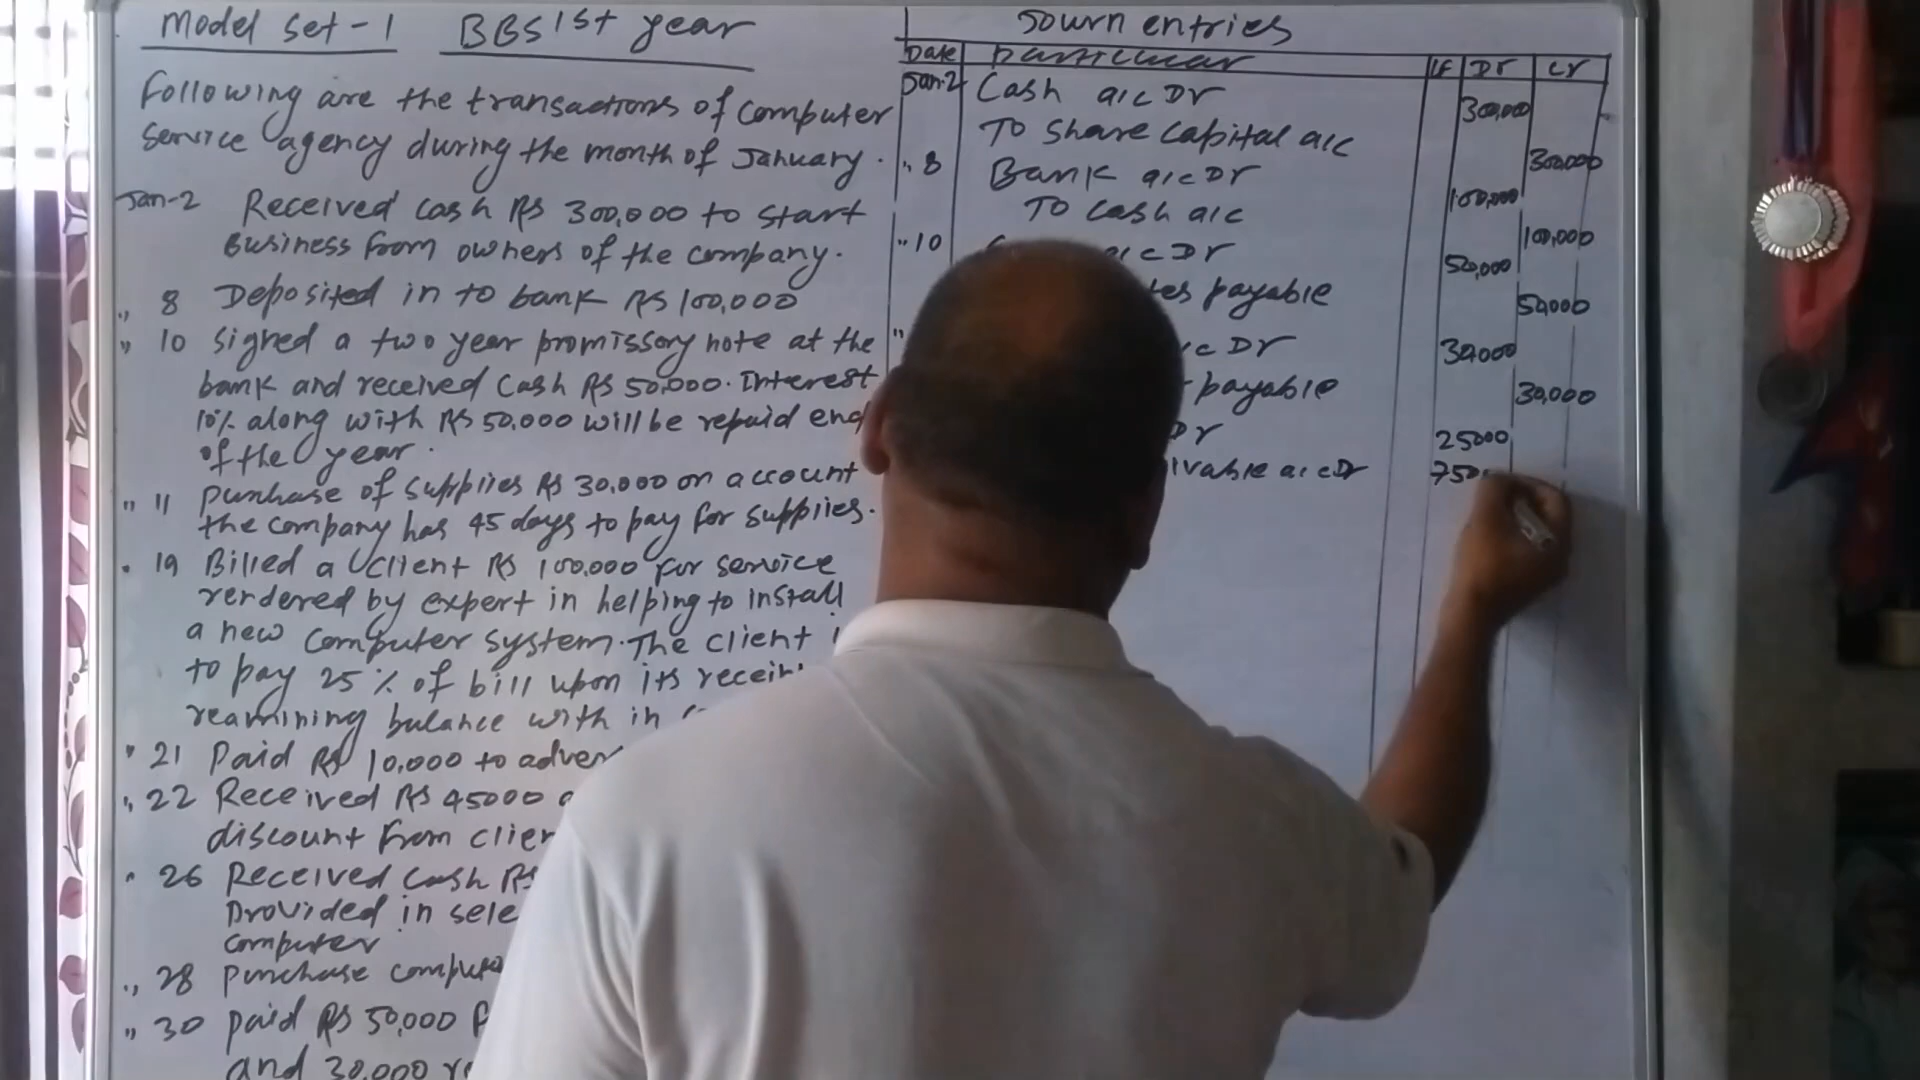 Model set-1 BBS 1st year
Following are the transactions of computer
service agency during the month of January.
Jan-2 Received cash Rs 300,000 to start
Business from owners of the company.
,, 8 Deposited in to bank Rs 100,000
,, 10 signed a two year promissory note at the
bank and received cash Rs 50,000. Interest
10% along with Rs 50,000 will be repaid end
of the year.
" 11 purchase of supplies Rs 30,000 on account
the company has 45 days to pay for supplies.
" 19 Billed a client Rs 100,000 for service
rendered by expert in helping to install
a new computer system. The client
to pay 25% of bill upon its
reamining balance with in
" 21 Paid Rs 10,000 to
,, 22 Received Rs 45000
discount from
" 26 Received cash Rs
provided in
computer
,, 28 purchase
,, 30 paid Rs 50,000
and 30,000
Journ entries
Date particular LF Dr Cr
Jan-2 Cash a/c Dr 300,000
To share capital a/c 300,000
,, 8 Bank a/c Dr 100,000
To cash a/c 100,000
,, 10 a/c Dr 50,000
payable 50,000
" Dr 30,000
payable 30,000
Dr 25000
a/c Dr